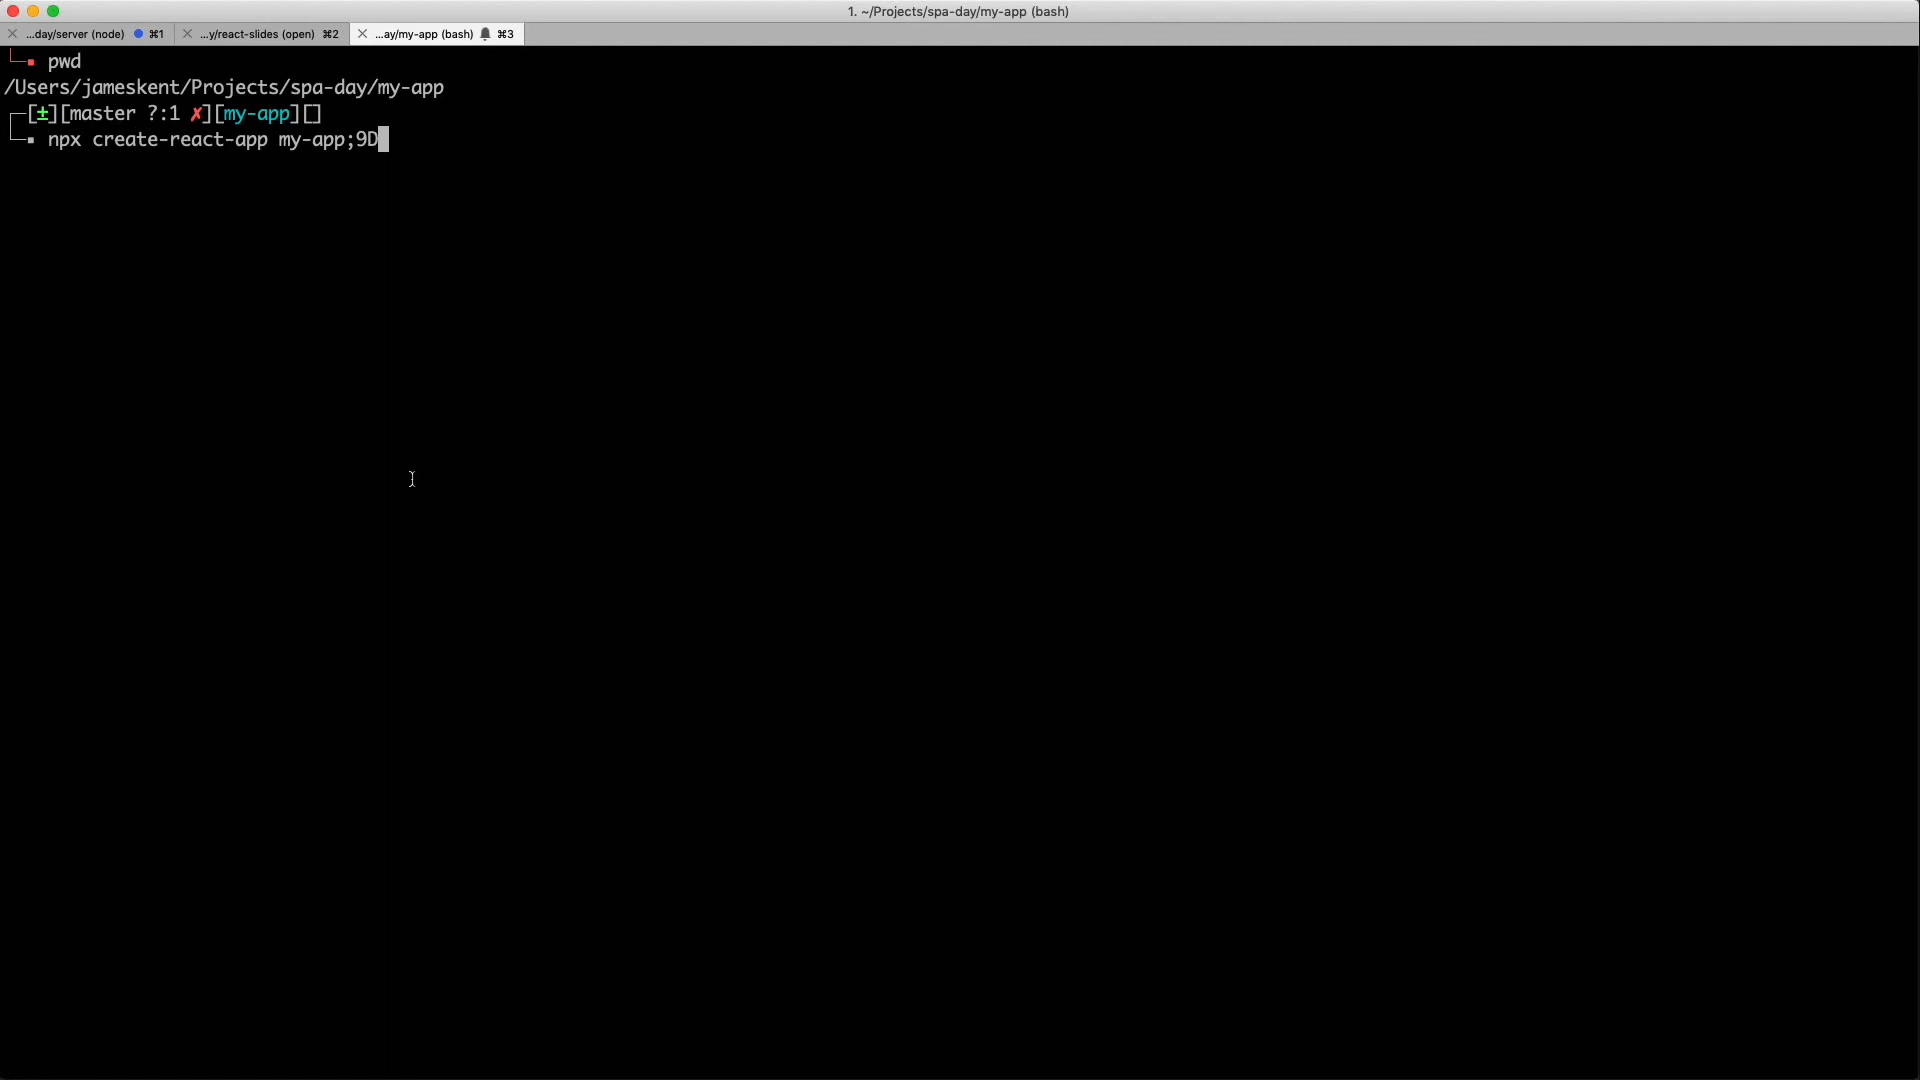 1. ~/Projects/spa-day/my-app (bash)
...day/server (node) ⌘1 ...y/react-slides (open) ⌘2 ...ay/my-app (bash) ⌘3
pwd
/Users/jameskent/Projects/spa-day/my-app
[±][master ?:1 ✗][my-app][]
npx create-react-app my-app;9D